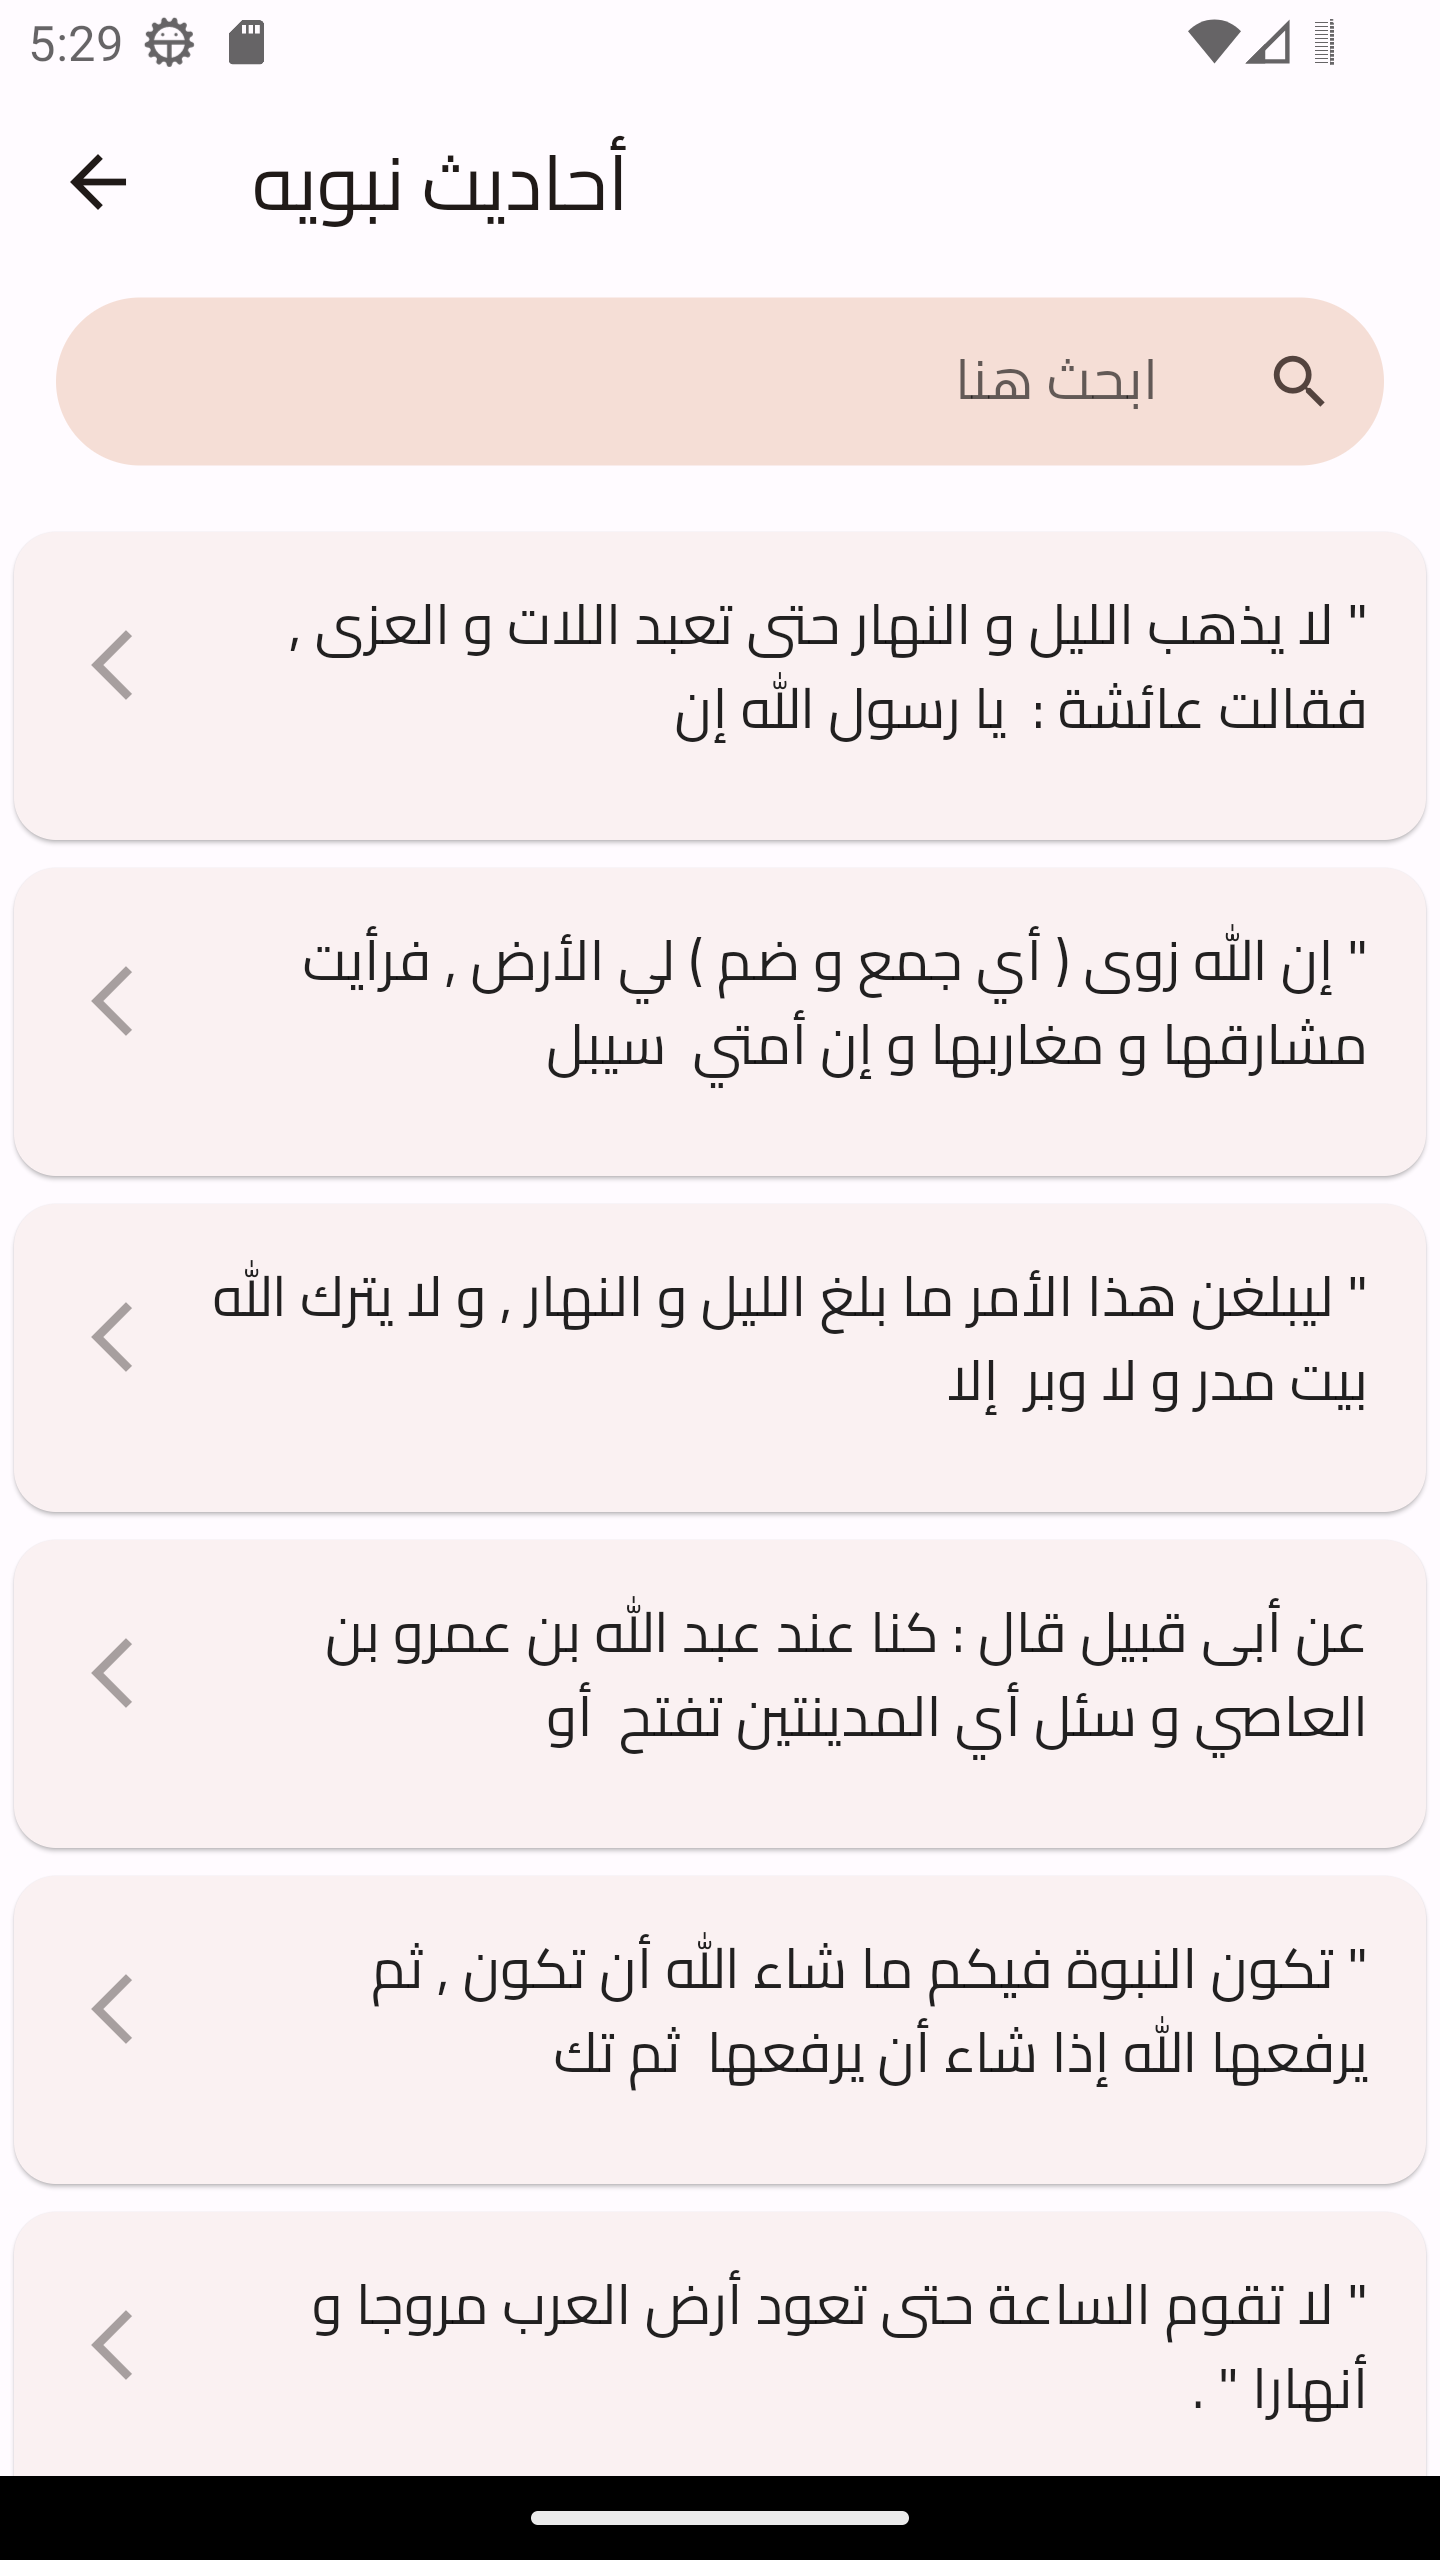 5:29
أحاديث نبويه
ابحث هنا
" لا يذهب الليل و النهار حتى تعبد اللات و العزى ,
فقالت عائشة :  يا رسول الله إن
" إن الله زوى ( أي جمع و ضم ) لي الأرض , فرأيت
مشارقها و مغاربها و إن أمتي  سيبل
" ليبلغن هذا الأمر ما بلغ الليل و النهار , و لا يترك الله
بيت مدر و لا وبر  إلا
عن أبى قبيل قال : كنا عند عبد الله بن عمرو بن
العاصي و سئل أي المدينتين تفتح  أو
" تكون النبوة فيكم ما شاء الله أن تكون , ثم
يرفعها الله إذا شاء أن يرفعها  ثم تك
" لا تقوم الساعة حتى تعود أرض العرب مروجا و
أنهارا " .